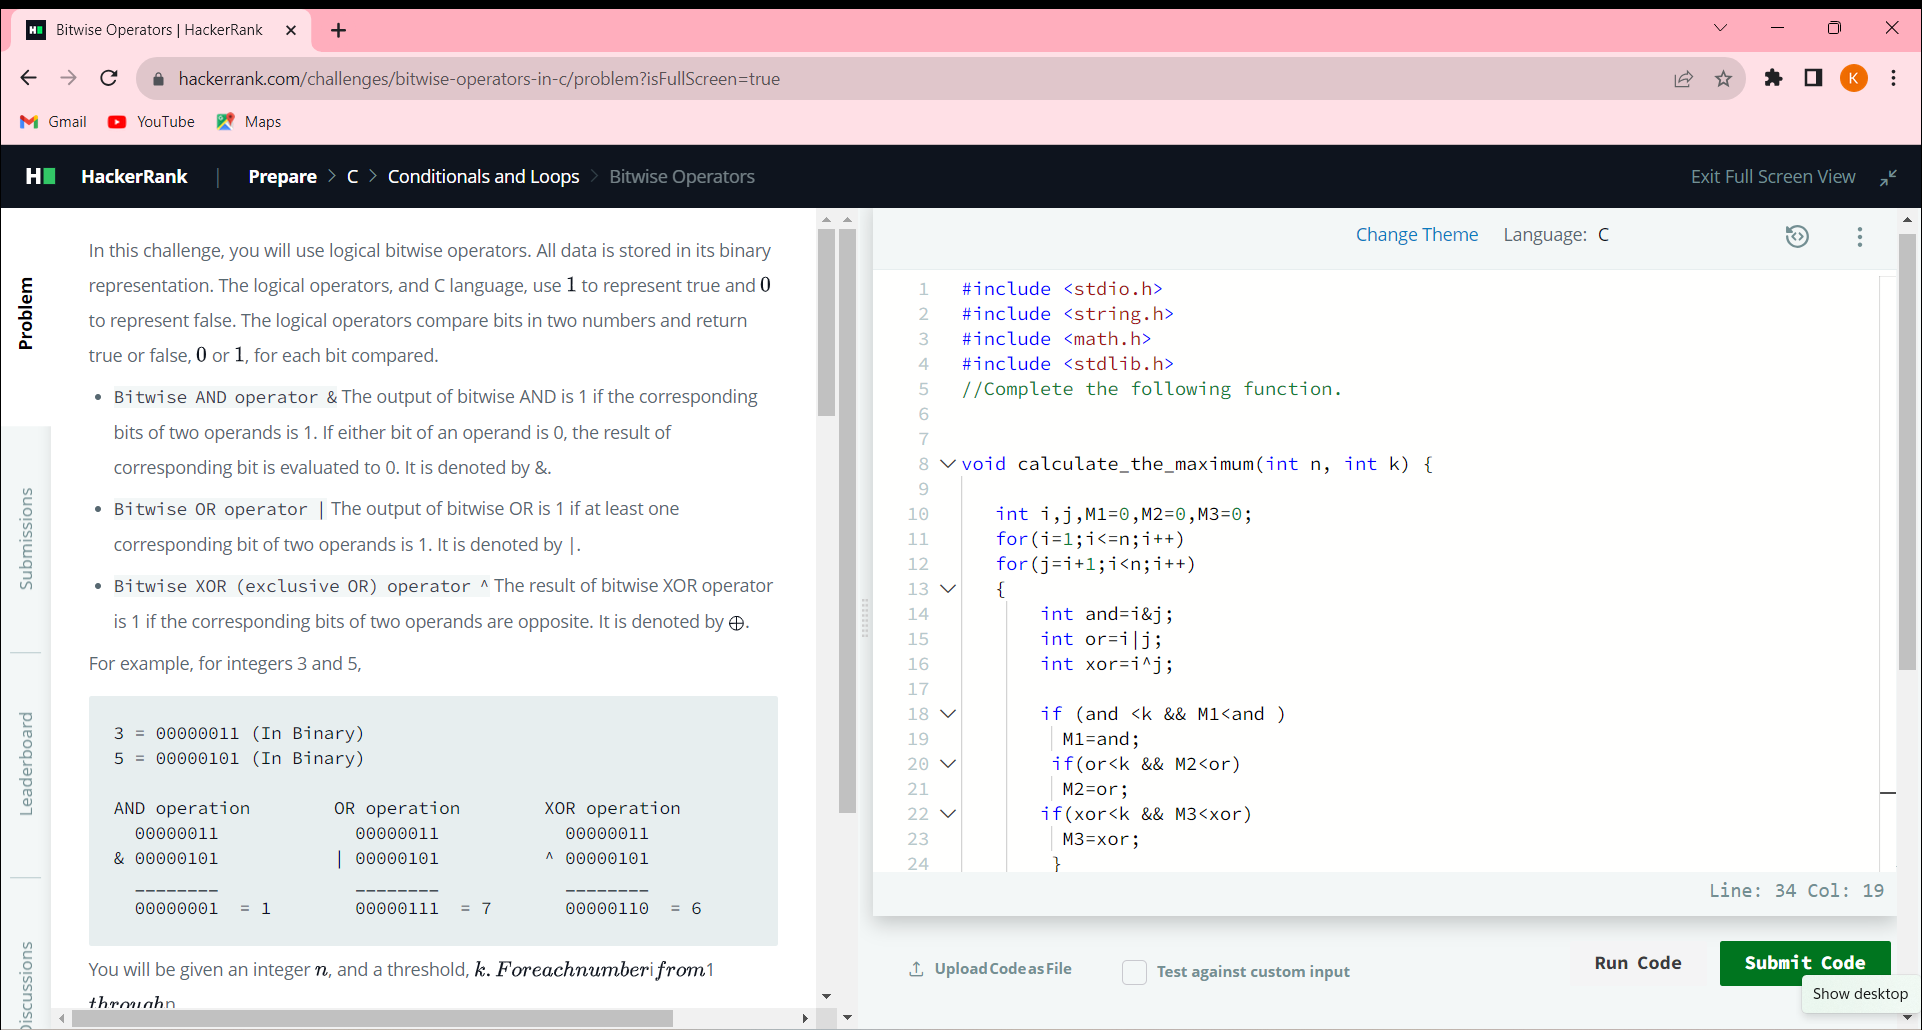 Bitwise Operators | HackerRank
hackerrank.com/challenges/bitwise-operators-in-c/problem?isFullScreen=true
K
Gmail YouTube Maps
HackerRank | Prepare > C > Conditionals and Loops > Bitwise Operators
Exit Full Screen View
Problem
Submissions
Leaderboard
Discussions
In this challenge, you will use logical bitwise operators. All data is stored in its binary
representation. The logical operators, and C language, use 1 to represent true and 0
to represent false. The logical operators compare bits in two numbers and return
true or false, 0 or 1, for each bit compared.
• Bitwise AND operator & The output of bitwise AND is 1 if the corresponding
bits of two operands is 1. If either bit of an operand is 0, the result of
corresponding bit is evaluated to 0. It is denoted by &.
• Bitwise OR operator | The output of bitwise OR is 1 if at least one
corresponding bit of two operands is 1. It is denoted by |.
• Bitwise XOR (exclusive OR) operator ^ The result of bitwise XOR operator
is 1 if the corresponding bits of two operands are opposite. It is denoted by ⊕.
For example, for integers 3 and 5,
3 = 00000011 (In Binary)
5 = 00000101 (In Binary)
AND operation OR operation XOR operation
00000011 00000011 00000011
& 00000101 | 00000101 ^ 00000101
________ ________ ________
00000001 = 1 00000111 = 7 00000110 = 6
You will be given an integer n, and a threshold, k. Foreachnumberifrom1
throughn
Change Theme Language: C
1 #include <stdio.h>
2 #include <string.h>
3 #include <math.h>
4 #include <stdlib.h>
5 //Complete the following function.
6
7
8 void calculate_the_maximum(int n, int k) {
9
10 int i,j,M1=0,M2=0,M3=0;
11 for(i=1;i<=n;i++)
12 for(j=i+1;i<n;i++)
13 {
14 int and=i&j;
15 int or=i|j;
16 int xor=i^j;
17
18 if (and <k && M1<and )
19 M1=and;
20 if(or<k && M2<or)
21 M2=or;
22 if(xor<k && M3<xor)
23 M3=xor;
24 }
Line: 34 Col: 19
Upload Code as File
Test against custom input
Run Code
Submit Code
Show desktop